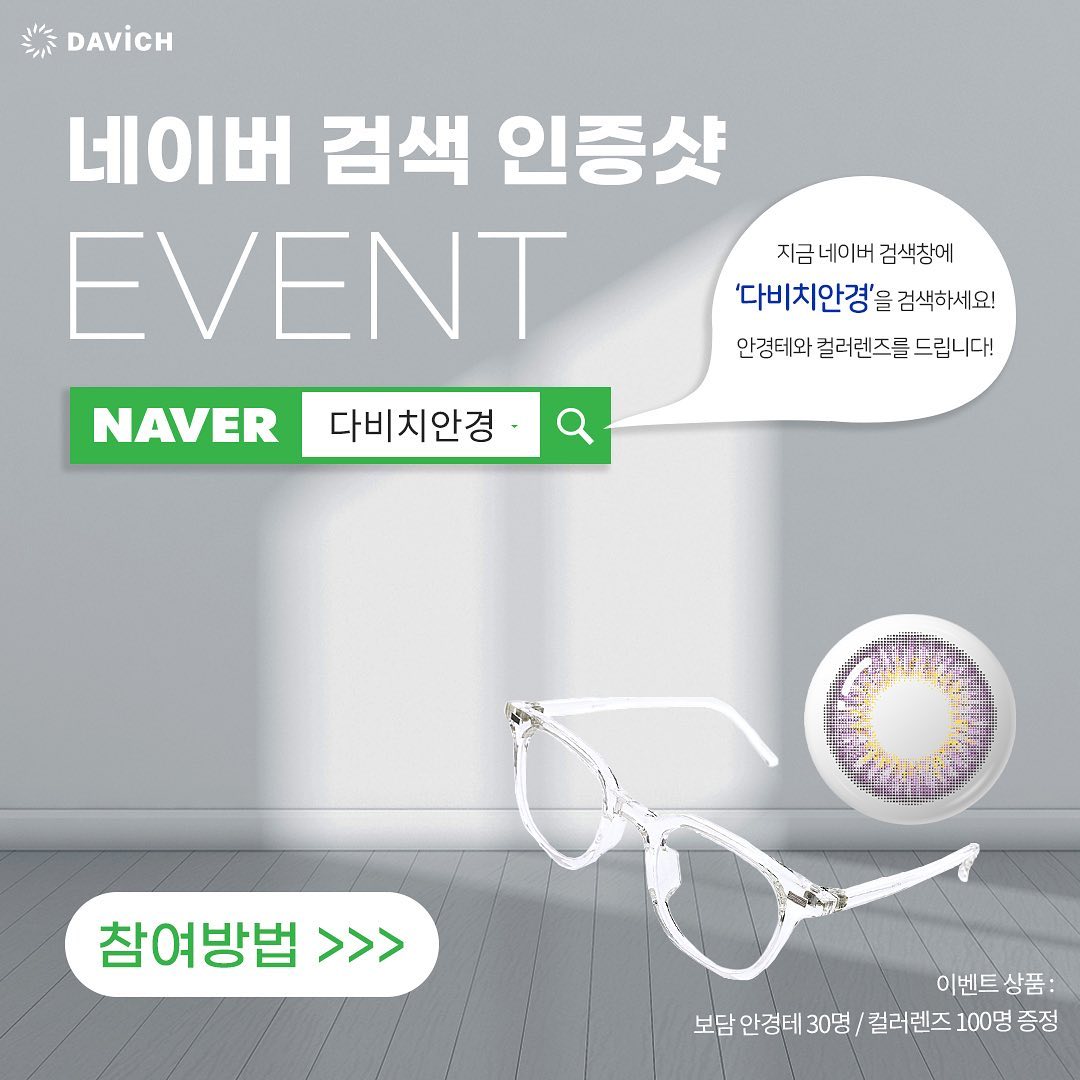 DAVICH
네이버 검색 인증샷
EVENT
지금 네이버 검색창에
‘다비치안경’을 검색하세요!
안경테와 컬러렌즈를 드립니다!
NAVER 다비치안경
참여방법 >>>
이벤트 상품 :
보담 안경테 30명 / 컬러렌즈 100명 증정